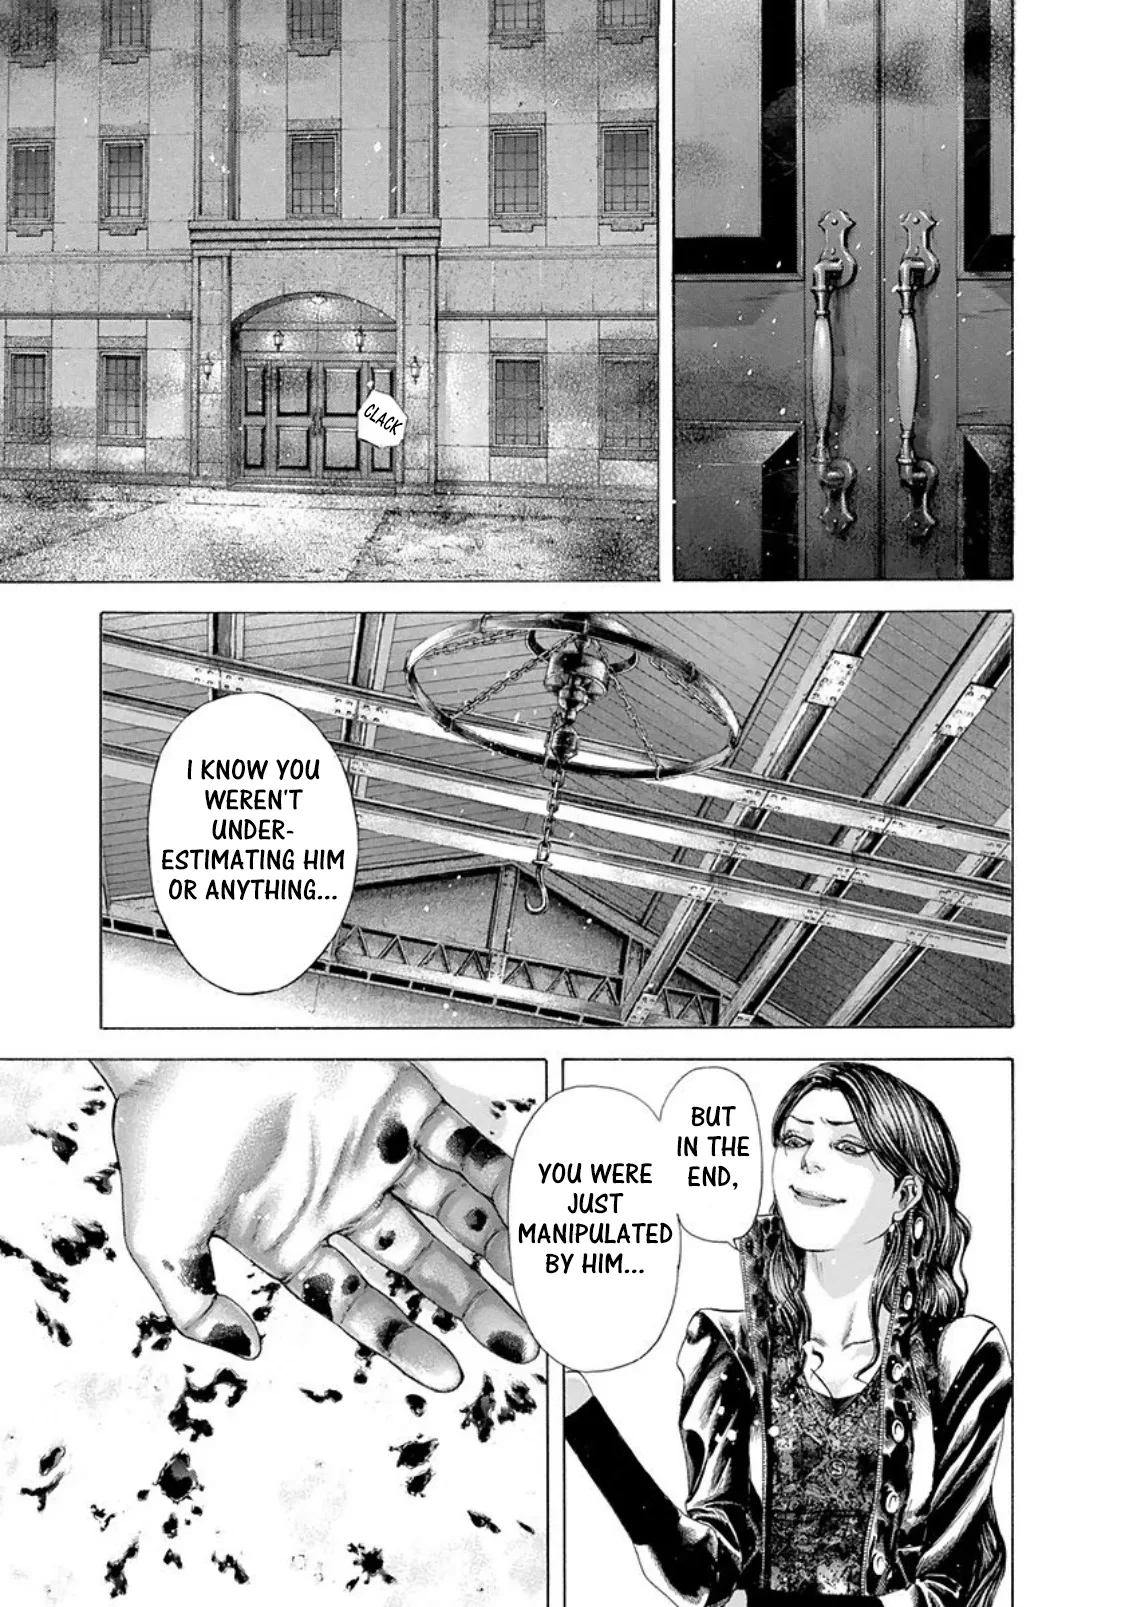 CLACK
I KNOW YOU
WEREN'T
UNDER-
ESTIMATING HIM
OR ANYTHING...
BUT
IN THE
END,
YOU WERE
JUST
MANIPULATED
BY HIM...